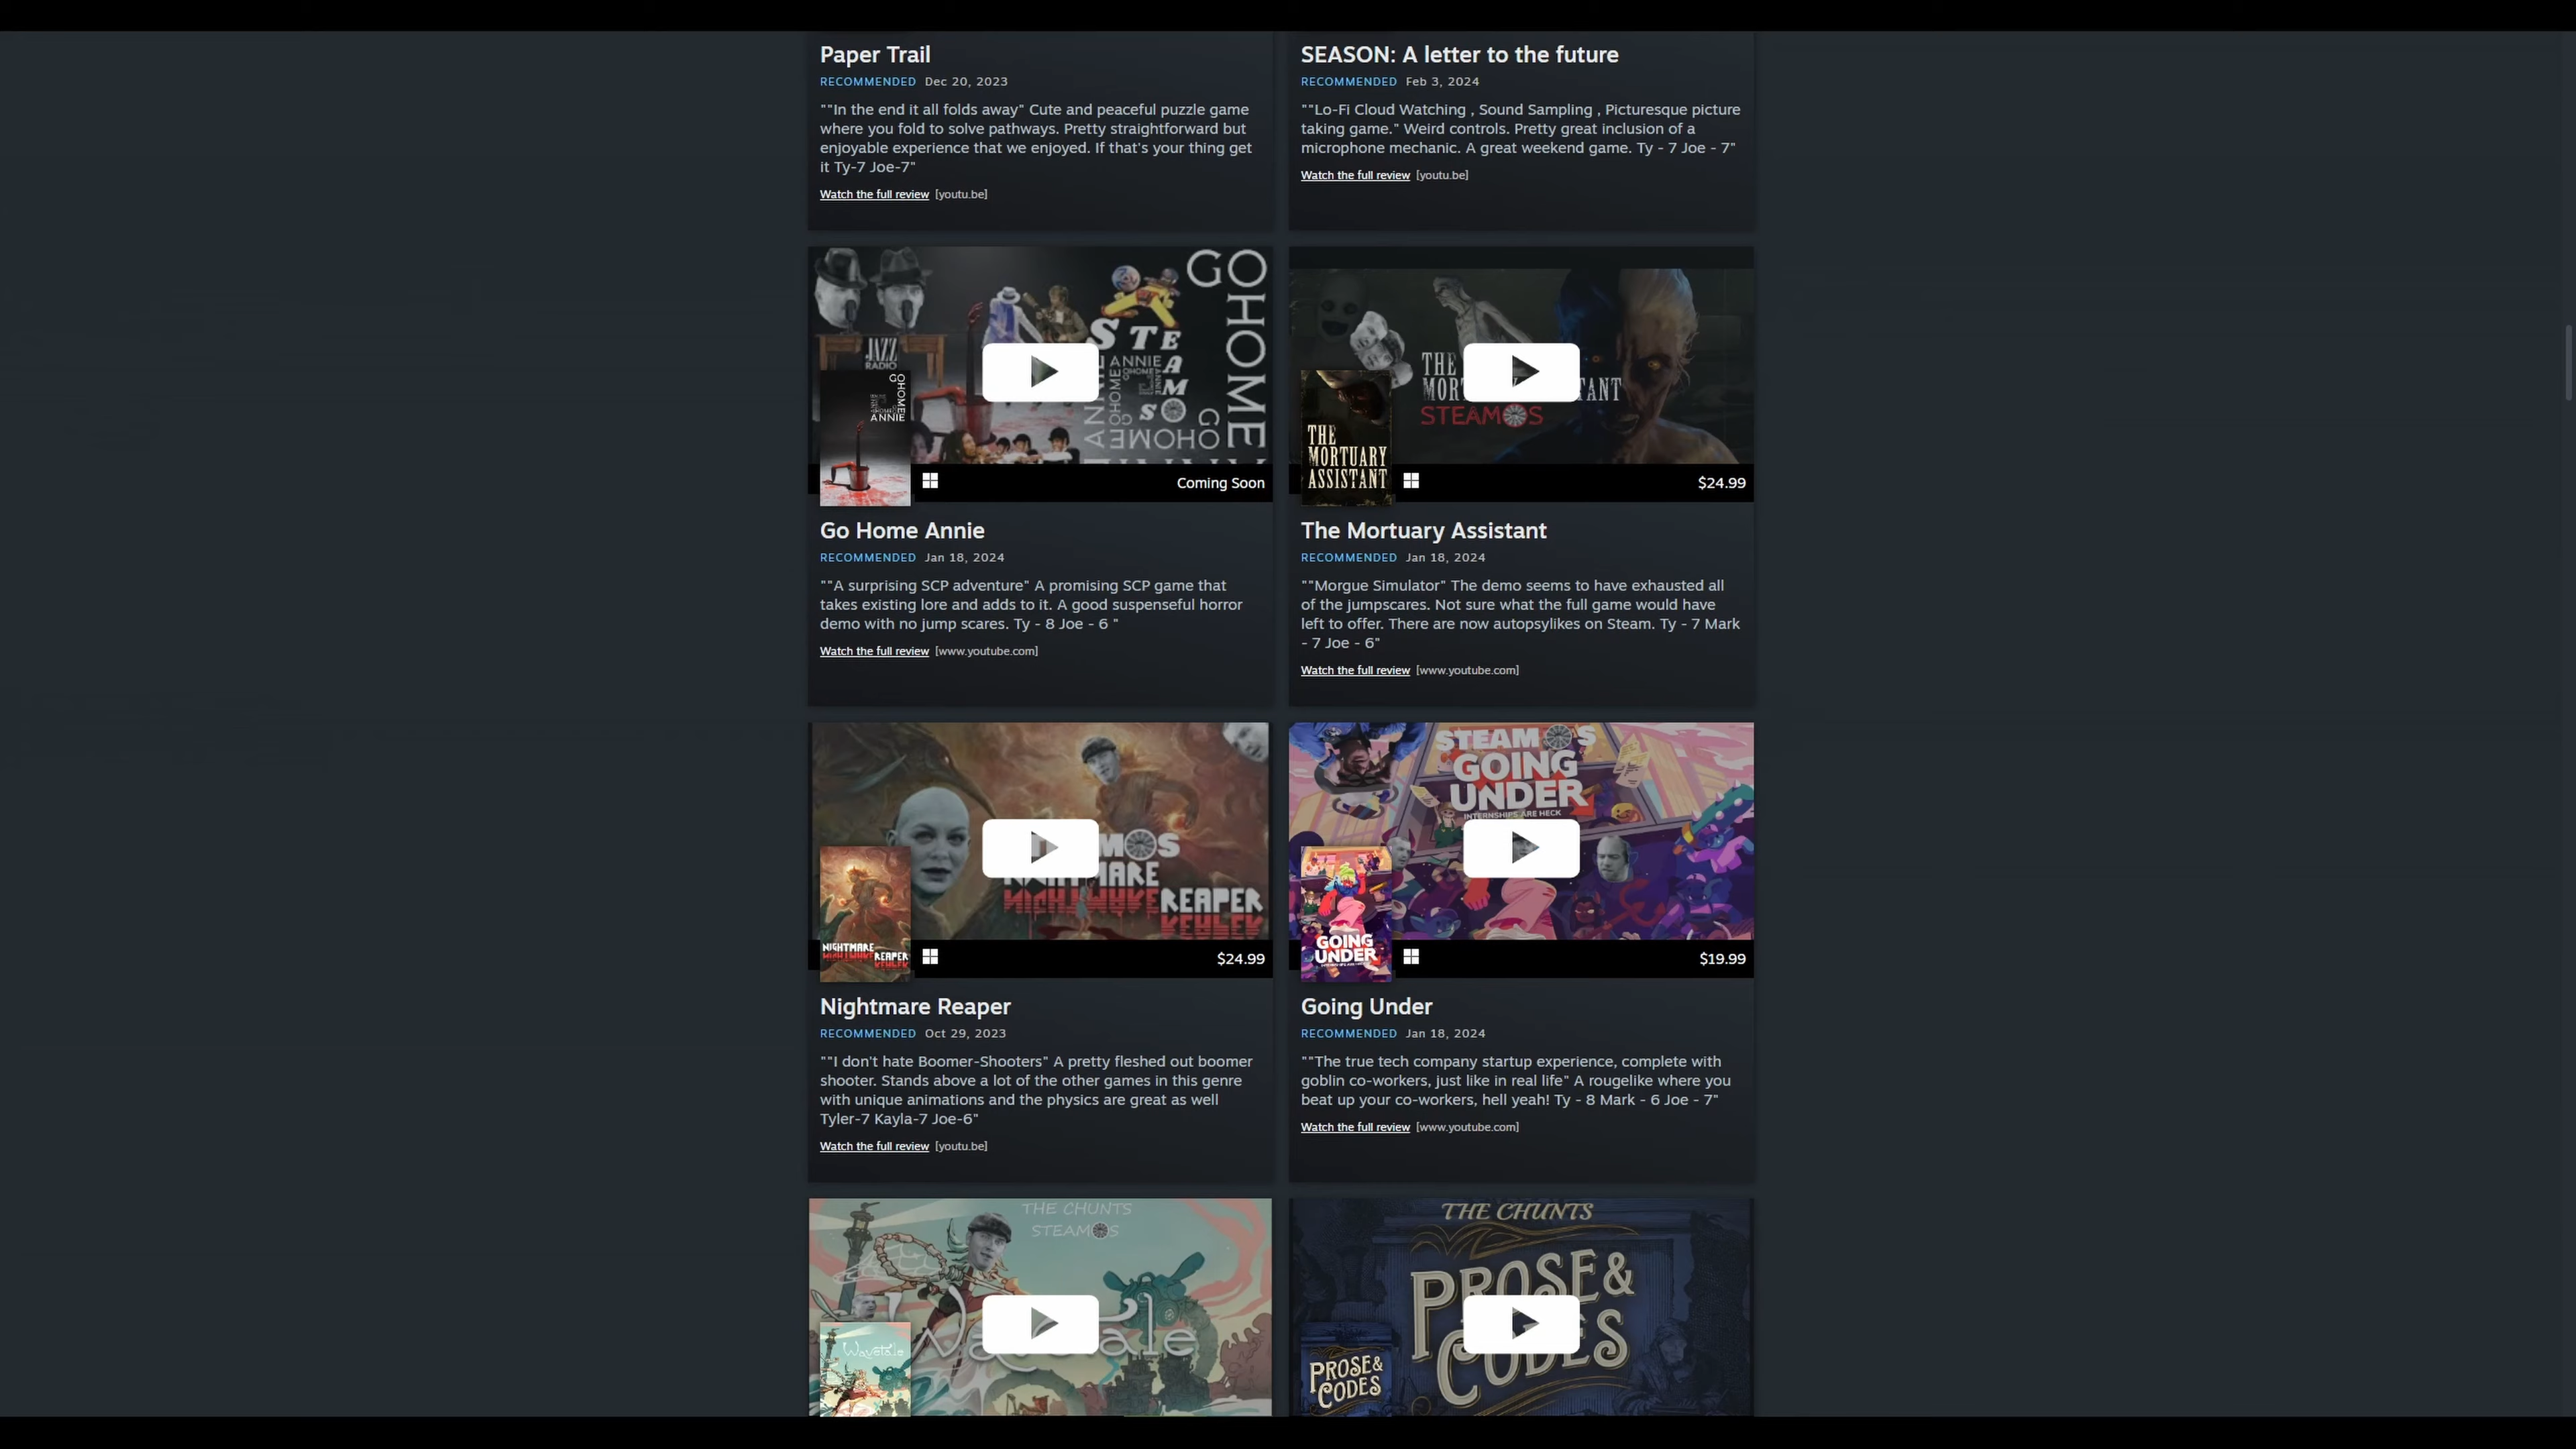 Paper Trail
RECOMMENDED Dec 20, 2023
""In the end it all folds away" Cute and peaceful puzzle game
where you fold to solve pathways. Pretty straightforward but
enjoyable experience that we enjoyed. If that's your thing get
it Ty-7 Joe-7"
Watch the full review [youtu.be]
SEASON: A letter to the future
RECOMMENDED Feb 3, 2024
""Lo-Fi Cloud Watching , Sound Sampling , Picturesque picture
taking game." Weird controls. Pretty great inclusion of a
microphone mechanic. A great weekend game. Ty - 7 Joe - 7"
Watch the full review [youtu.be]
GOHOME
JAZZ
RADIO
STEAMOS
ANNIE
GOHOME
ANNIE
Coming Soon
Go Home Annie
RECOMMENDED Jan 18, 2024
""A surprising SCP adventure" A promising SCP game that
takes existing lore and adds to it. A good suspenseful horror
demo with no jump scares. Ty - 8 Joe - 6 "
Watch the full review [www.youtube.com]
STEAMOS
THE
MORTUARY
ASSISTANT
$24.99
The Mortuary Assistant
RECOMMENDED Jan 18, 2024
""Morgue Simulator" The demo seems to have exhausted all
of the jumpscares. Not sure what the full game would have
left to offer. There are now autopsylikes on Steam. Ty - 7 Mark
- 7 Joe - 6"
Watch the full review [www.youtube.com]
REAPER
NIGHTMARE
REAPER
$24.99
Nightmare Reaper
RECOMMENDED Oct 29, 2023
""I don't hate Boomer-Shooters" A pretty fleshed out boomer
shooter. Stands above a lot of the other games in this genre
with unique animations and the physics are great as well
Tyler-7 Kayla-7 Joe-6"
Watch the full review [youtu.be]
STEAMOS
GOING
UNDER
INTERNSHIPS ARE HECK
GOING
UNDER
$19.99
Going Under
RECOMMENDED Jan 18, 2024
""The true tech company startup experience, complete with
goblin co-workers, just like in real life" A rougelike where you
beat up your co-workers, hell yeah! Ty - 8 Mark - 6 Joe - 7"
Watch the full review [www.youtube.com]
THE CHUNTS
STEAMOS
Wavetale
THE CHUNTS
PROSE &
CODES
PROSE &
CODES